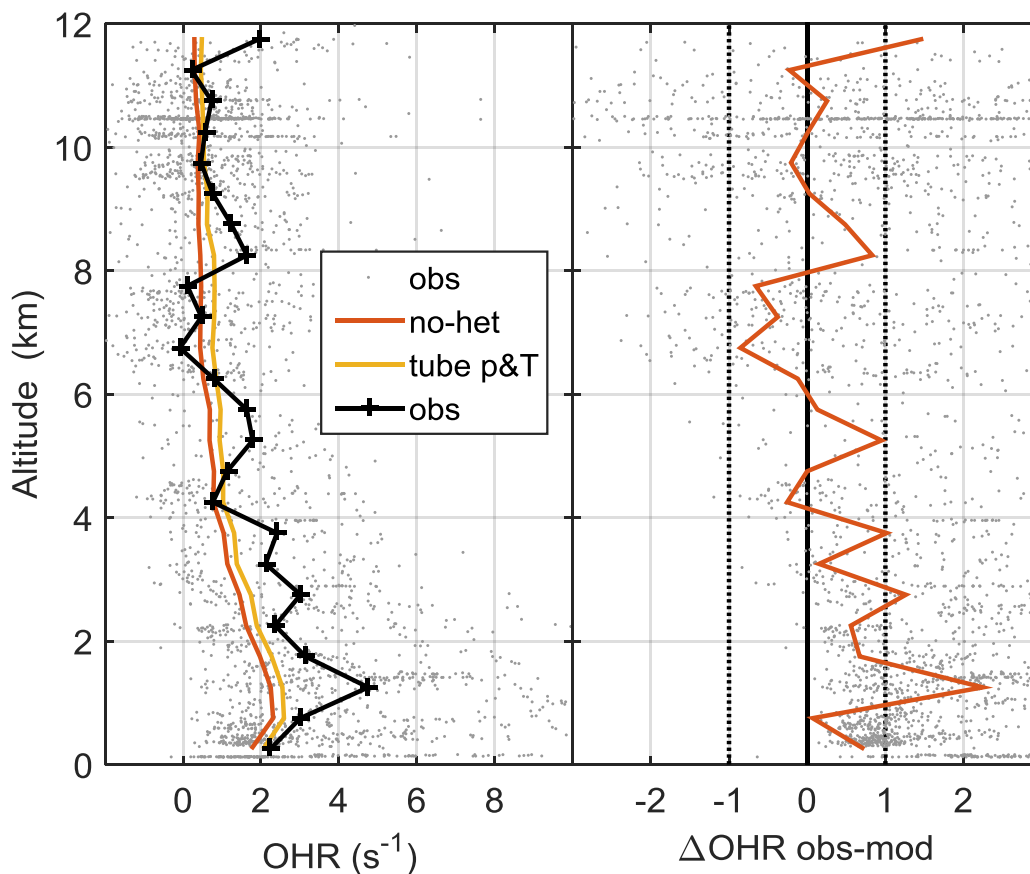 12
10
8
6
4
2
0
Altitude (km)
obs
no-het
tube p&T
obs
0 2 4 6 8
OHR (s⁻¹)
-2 -1 0 1 2
ΔOHR obs-mod